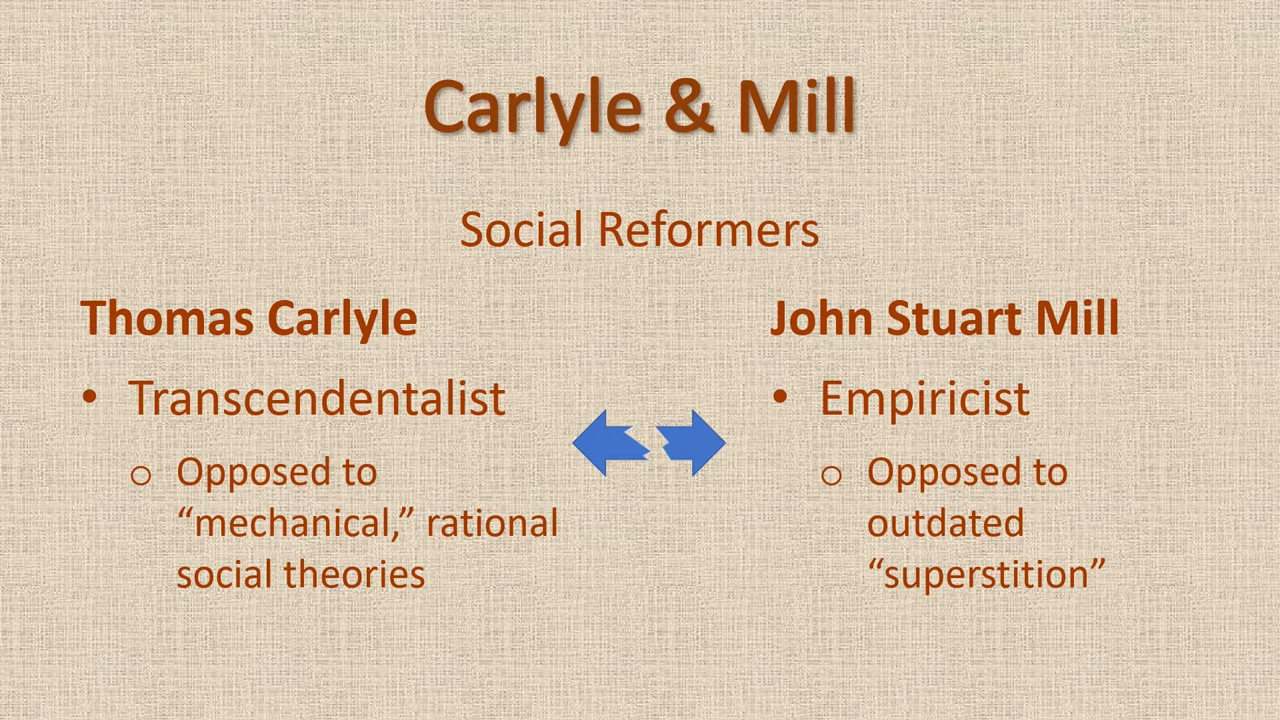 Carlyle & Mill
Social Reformers
Thomas Carlyle
• Transcendentalist
o Opposed to
“mechanical,” rational
social theories
John Stuart Mill
• Empiricist
o Opposed to
outdated
“superstition”